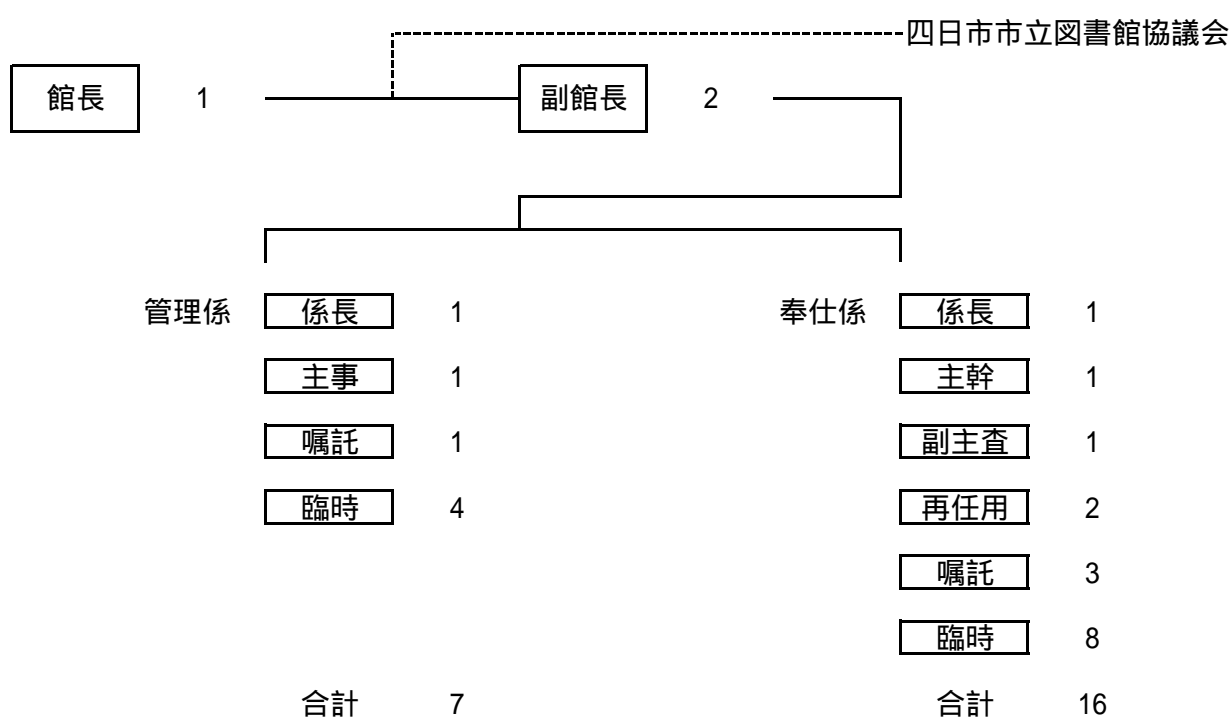 四日市市立図書館協議会
館長 1 副館長 2
管理係 係長 1 奉仕係 係長 1
主事 1 主幹 1
嘱託 1 副主査 1
臨時 4 再任用 2
嘱託 3
臨時 8
合計 7 合計 16